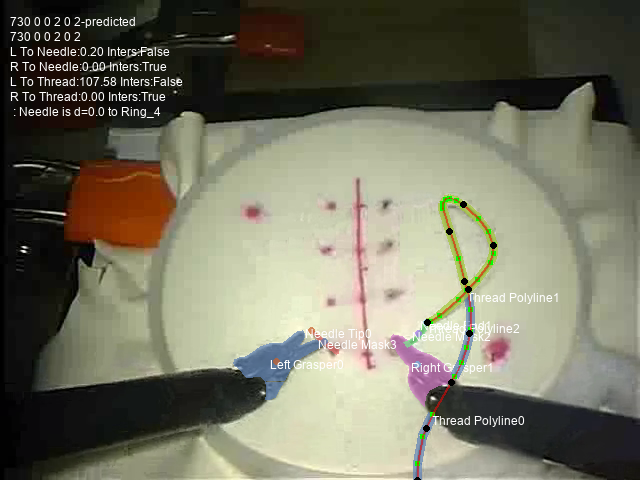 730 0 0 2 0 2-predicted
730 0 0 2 0 2
L To Needle:0.20 Inters:False
R To Needle:0.00 Inters:True
L To Thread:107.58 Inters:False
R To Thread:0.00 Inters:True
: Needle is d=0.0 to Ring_4
Thread Polyline1
Thread Polyline2
Needle Tip0
Needle Mask2
Needle Mask3
Left Grasper0
Right Grasper1
Thread Polyline0